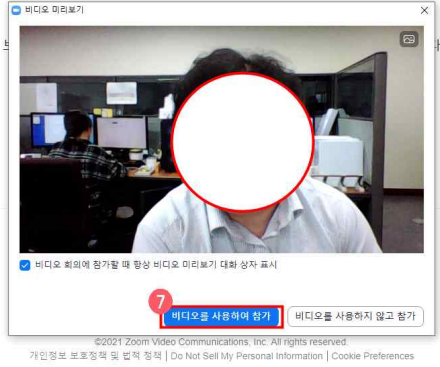 비디오 미리보기
비디오 회의에 참가할 때 항상 비디오 미리보기 대화 상자 표시
7
비디오를 사용하여 참가
비디오를 사용하지 않고 참가
©2021 Zoom Video Communications, Inc. All rights reserved.
개인정보 보호정책 및 법적 정책 | Do Not Sell My Personal Information | Cookie Preferences